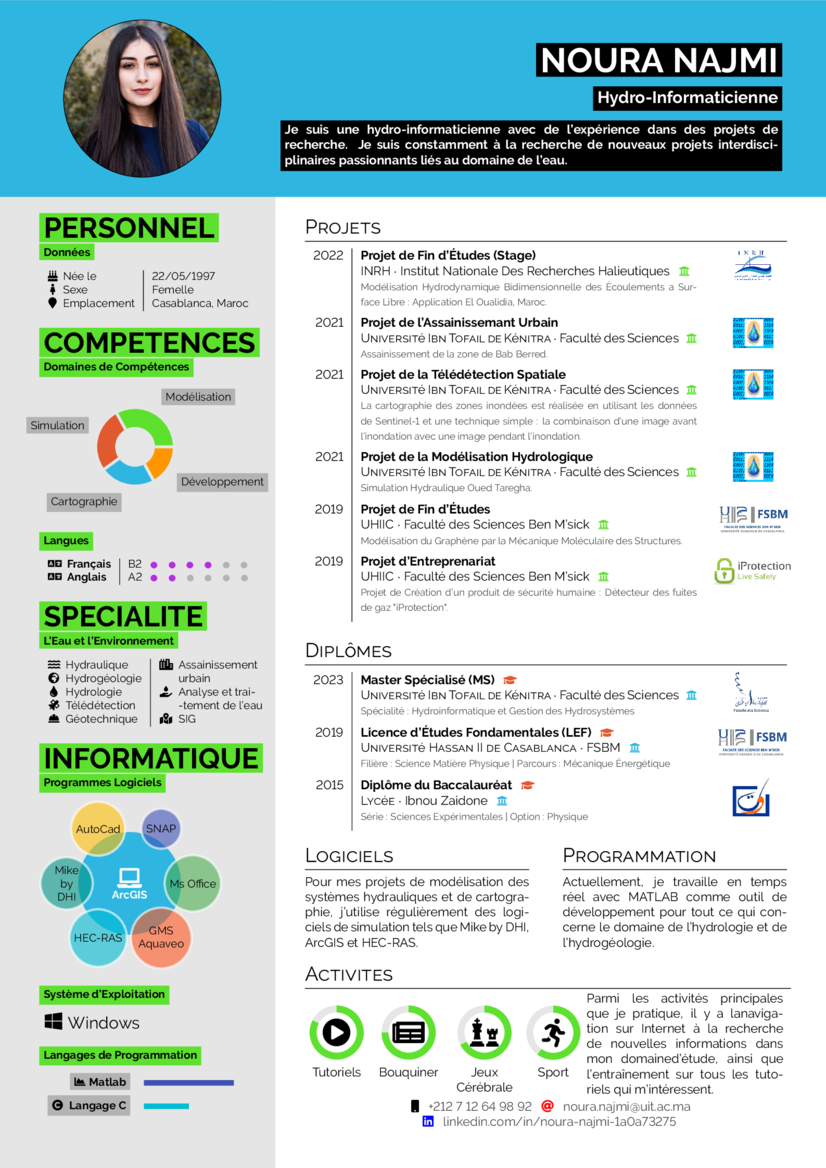 NOURA NAJMI
Hydro-Informaticienne
Je suis une hydro-informaticienne avec de l'expérience dans des projets de
recherche. Je suis constamment à la recherche de nouveaux projets interdisci-
plinaires passionnants liés au domaine de l'eau.
PERSONNEL
Données
Née le 22/05/1997
Sexe Femelle
Emplacement Casablanca, Maroc
COMPETENCES
Domaines de Compétences
Modélisation
Simulation
Développement
Cartographie
Langues
Français B2
Anglais A2
SPECIALITE
L'Eau et l'Environnement
Hydraulique
Hydrogéologie
Hydrologie
Télédétection
Géotechnique
Assainissement
urbain
Analyse et trai-
-tement de l'eau
SIG
INFORMATIQUE
Programmes Logiciels
AutoCad
SNAP
Mike
by
DHI
ArcGIS
Ms Office
HEC-RAS
GMS
Aquaveo
Système d'Exploitation
Windows
Langages de Programmation
Matlab
Langage C
PROJETS
2022 Projet de Fin d'Études (Stage)
INRH · Institut Nationale Des Recherches Halieutiques
Modélisation Hydrodynamique Bidimensionnelle des Écoulements a Sur-
face Libre : Application El Oualidia, Maroc.
I N R H
2021 Projet de l'Assainissemant Urbain
UNIVERSITÉ IBN TOFAIL DE KÉNITRA · Faculté des Sciences
Assainissement de la zone de Bab Berred.
2021 Projet de la Télédétection Spatiale
UNIVERSITÉ IBN TOFAIL DE KÉNITRA · Faculté des Sciences
La cartographie des zones inondées est réalisée en utilisant les données
de Sentinel-1 et une technique simple : la combinaison d'une image avant
l'inondation avec une image pendant l'inondation.
2021 Projet de la Modélisation Hydrologique
UNIVERSITÉ IBN TOFAIL DE KÉNITRA · Faculté des Sciences
Simulation Hydraulique Oued Taregha.
2019 Projet de Fin d'Études
UHIIC · Faculté des Sciences Ben M'sick
Modélisation du Graphène par la Mécanique Moléculaire des Structures.
FSBM
2019 Projet d'Entreprenariat
UHIIC · Faculté des Sciences Ben M'sick
Projet de Création d'un produit de sécurité humaine : Détecteur des fuites
de gaz "iProtection".
iProtection
Live Safely
DIPLÔMES
2023 Master Spécialisé (MS)
UNIVERSITÉ IBN TOFAIL DE KÉNITRA · Faculté des Sciences
Spécialité : Hydroinformatique et Gestion des Hydrosystèmes
2019 Licence d'Études Fondamentales (LEF)
UNIVERSITÉ HASSAN II DE CASABLANCA · FSBM
Filière : Science Matière Physique | Parcours : Mécanique Énergétique
FSBM
2015 Diplôme du Baccalauréat
LYCÉE · Ibnou Zaidone
Série : Sciences Expérimentales | Option : Physique
LOGICIELS
Pour mes projets de modélisation des
systèmes hydrauliques et de cartogra-
phie, j'utilise régulièrement des logi-
ciels de simulation tels que Mike by DHI,
ArcGIS et HEC-RAS.
PROGRAMMATION
Actuellement, je travaille en temps
réel avec MATLAB comme outil de
développement pour tout ce qui con-
cerne le domaine de l'hydrologie et de
l'hydrogéologie.
ACTIVITES
Tutoriels
Bouquiner
Jeux
Cérébrale
Sport
Parmi les activités principales
que je pratique, il y a lanaviga-
tion sur Internet à la recherche
de nouvelles informations dans
mon domained'étude, ainsi que
l'entraînement sur tous les tuto-
riels qui m'intéressent.
+212 7 12 64 98 92 @ noura.najmi@uit.ac.ma
linkedin.com/in/noura-najmi-1a0a73275